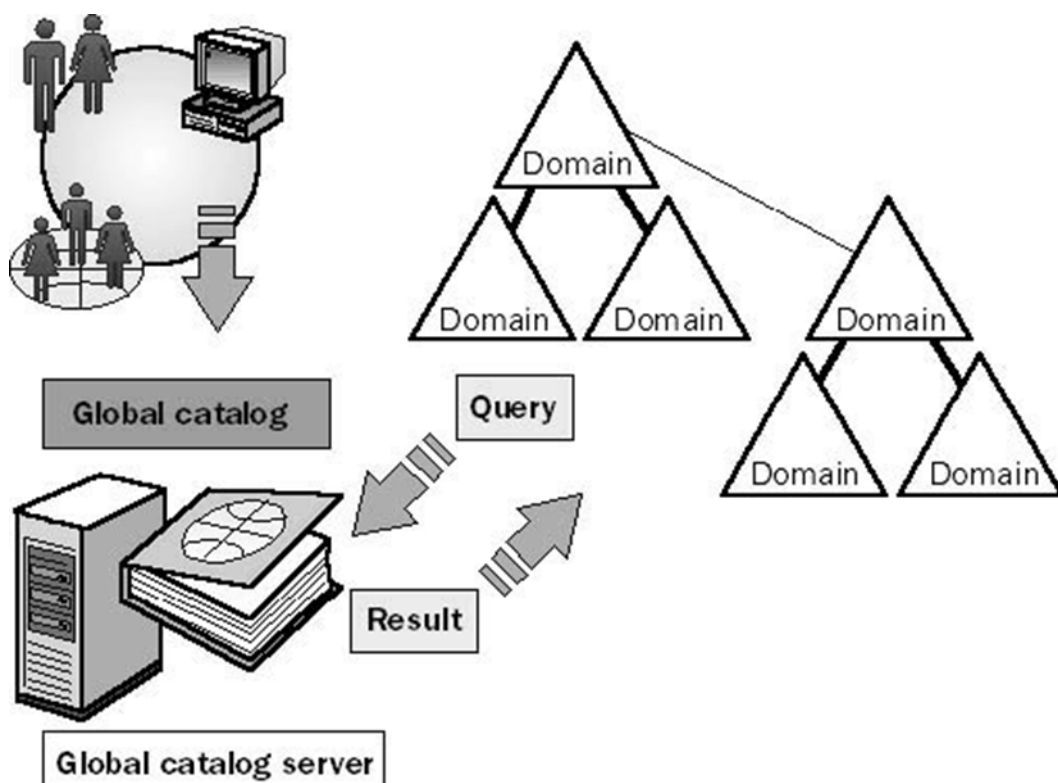 Domain
Domain
Domain
Domain
Global catalog
Query
Domain
Domain
Result
Global catalog server